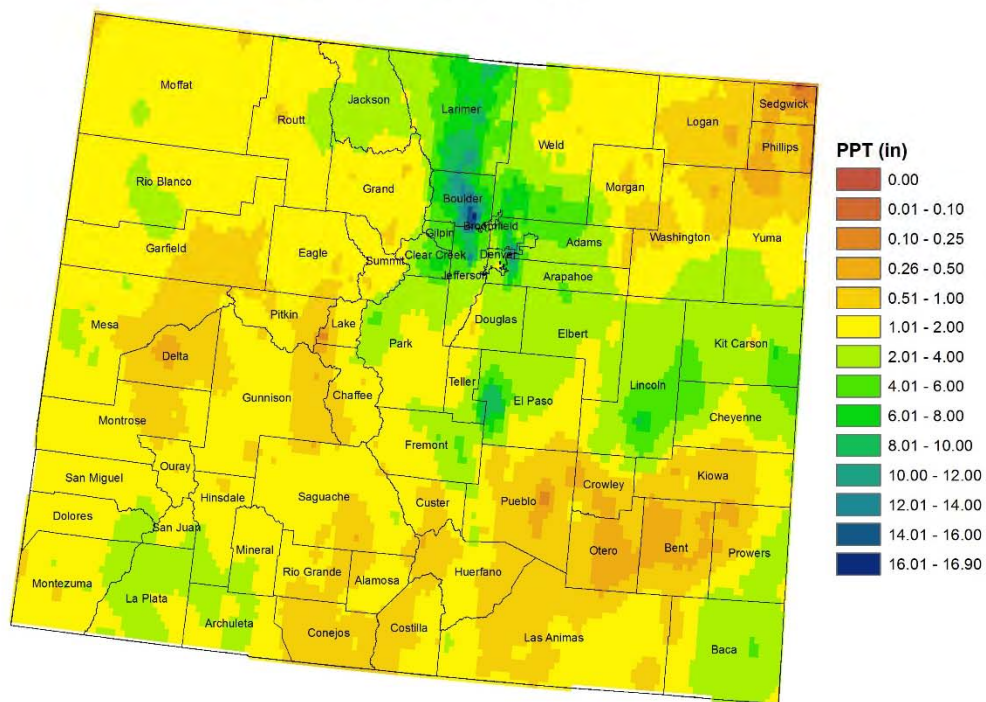 Moffat
Routt
Jackson
Larimer
Weld
Logan
Sedgwick
Phillips
Rio Blanco
Grand
Boulder
Morgan
Gilpin
Broomfield
Garfield
Eagle
Summit
Clear Creek
Denver
Adams
Washington
Yuma
Jefferson
Arapahoe
Mesa
Pitkin
Lake
Park
Douglas
Elbert
Kit Carson
Delta
Gunnison
Chaffee
Teller
El Paso
Lincoln
Cheyenne
Montrose
Fremont
Ouray
San Miguel
Hinsdale
Saguache
Custer
Pueblo
Crowley
Kiowa
Dolores
San Juan
Mineral
Rio Grande
Alamosa
Huerfano
Otero
Bent
Prowers
Montezuma
La Plata
Archuleta
Conejos
Costilla
Las Animas
Baca
PPT (in)
0.00
0.01 - 0.10
0.10 - 0.25
0.26 - 0.50
0.51 - 1.00
1.01 - 2.00
2.01 - 4.00
4.01 - 6.00
6.01 - 8.00
8.01 - 10.00
10.00 - 12.00
12.01 - 14.00
14.01 - 16.00
16.01 - 16.90